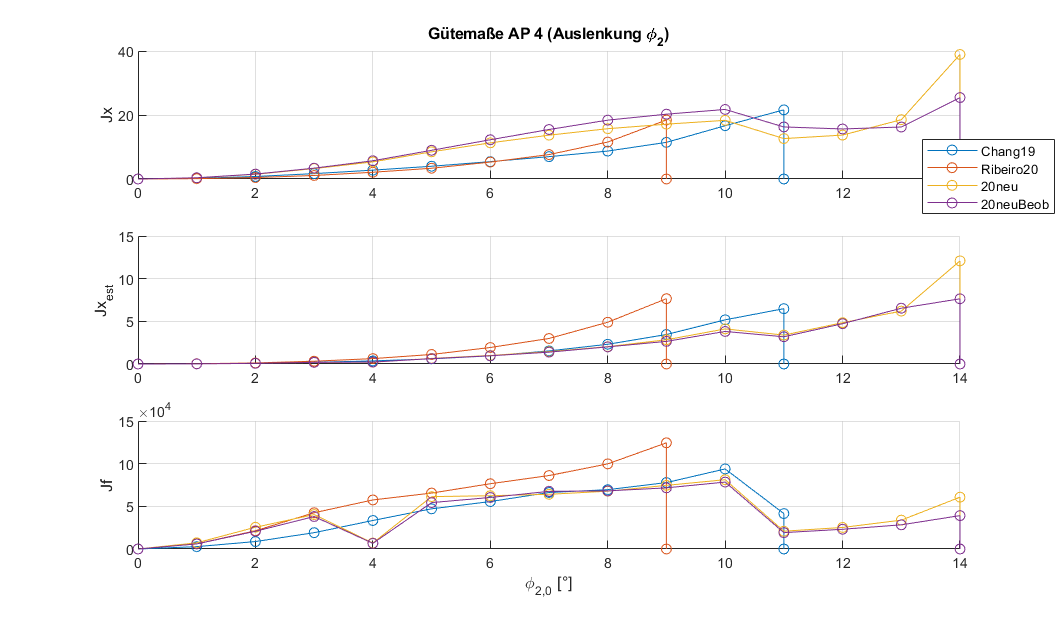 Gütemaße AP 4 (Auslenkung ϕ2)
Jx
40
20
0
0 2 4 6 8 10 12
Chang19
Ribeiro20
20neu
20neuBeob
Jx_est
15
10
5
0
0 2 4 6 8 10 12 14
×10^4
Jf
15
10
5
0
0 2 4 6 8 10 12 14
ϕ2,0 [°]